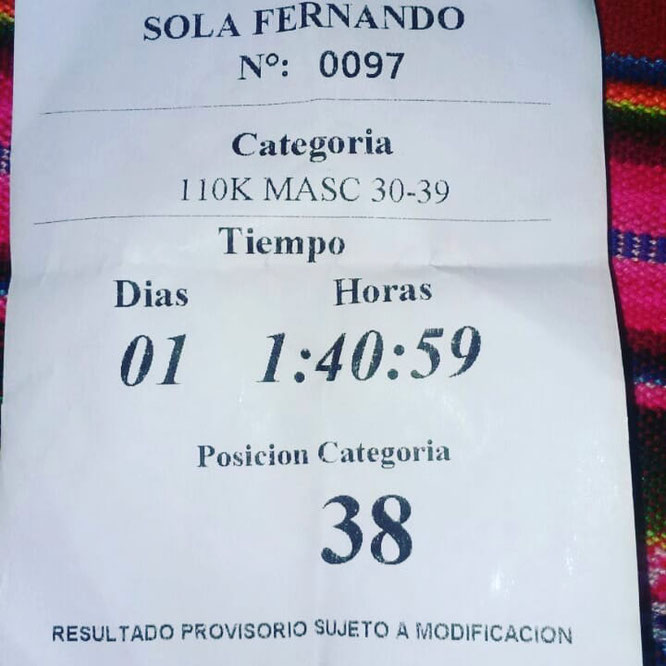 SOLA FERNANDO
Nº: 0097
Categoria
110K MASC 30-39
Tiempo
Dias Horas
01 1:40:59
Posicion Categoria
38
RESULTADO PROVISORIO SUJETO A MODIFICACION